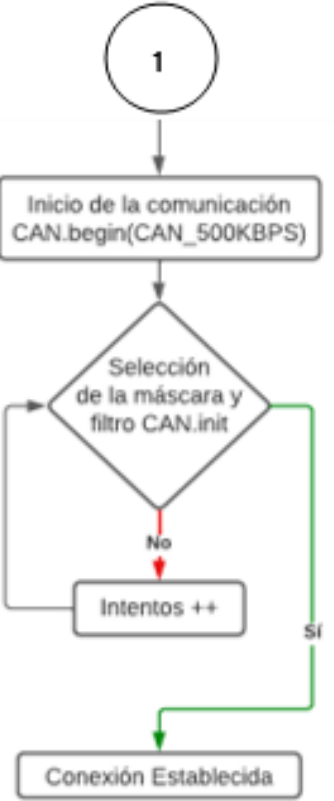 1
Inicio de la comunicación
CAN.begin(CAN_500KBPS)
Selección
de la máscara y
filtro CAN.init
No
Intentos ++
Sí
Conexión Establecida